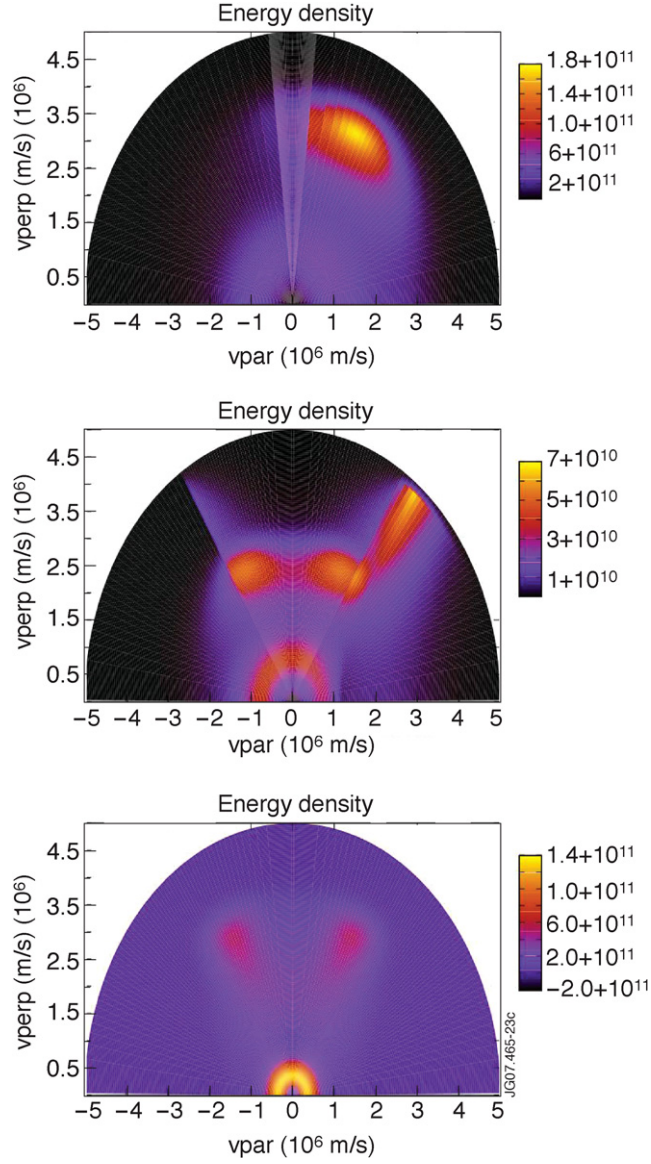 Energy density
4.5
3.5
2.5
1.5
0.5
vperp (m/s) (10⁶)
−5 −4 −3 −2 −1 0 1 2 3 4 5
vpar (10⁶ m/s)
1.8+10¹¹
1.4+10¹¹
1.0+10¹¹
6+10¹¹
2+10¹¹
Energy density
4.5
3.5
2.5
1.5
0.5
vperp (m/s) (10⁶)
−5 −4 −3 −2 −1 0 1 2 3 4 5
vpar (10⁶ m/s)
7+10¹⁰
5+10¹⁰
3+10¹⁰
1+10¹⁰
Energy density
4.5
3.5
2.5
1.5
0.5
vperp (m/s) (10⁶)
−5 −4 −3 −2 −1 0 1 2 3 4 5
vpar (10⁶ m/s)
1.4+10¹¹
1.0+10¹¹
6.0+10¹¹
2.0+10¹¹
−2.0+10¹¹
JG07.465-23c